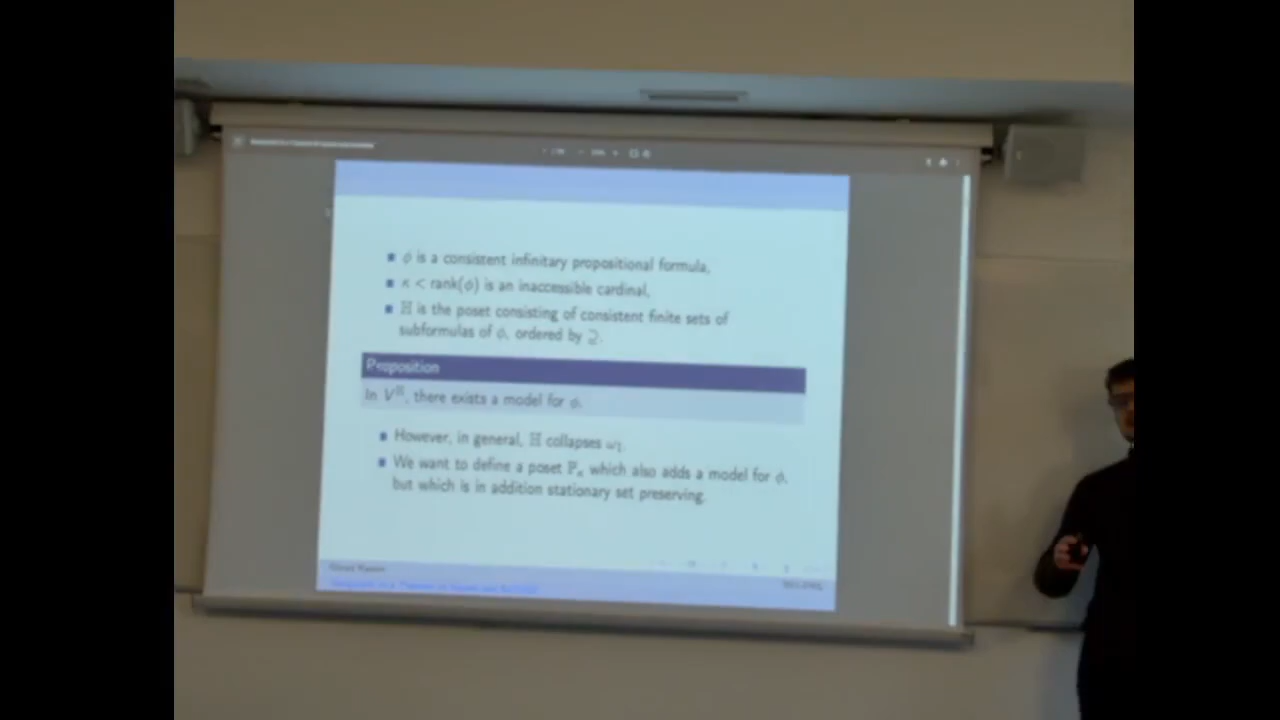 ϕ is a consistent infinitary propositional formula,
κ < rank(ϕ) is an inaccessible cardinal,
ℍ is the poset consisting of consistent finite sets of
subformulas of ϕ, ordered by ⊇.
Proposition
In V^ℍ, there exists a model for ϕ.
However, in general, ℍ collapses ω₁.
We want to define a poset ℙ_κ which also adds a model for ϕ,
but which is in addition stationary set preserving.